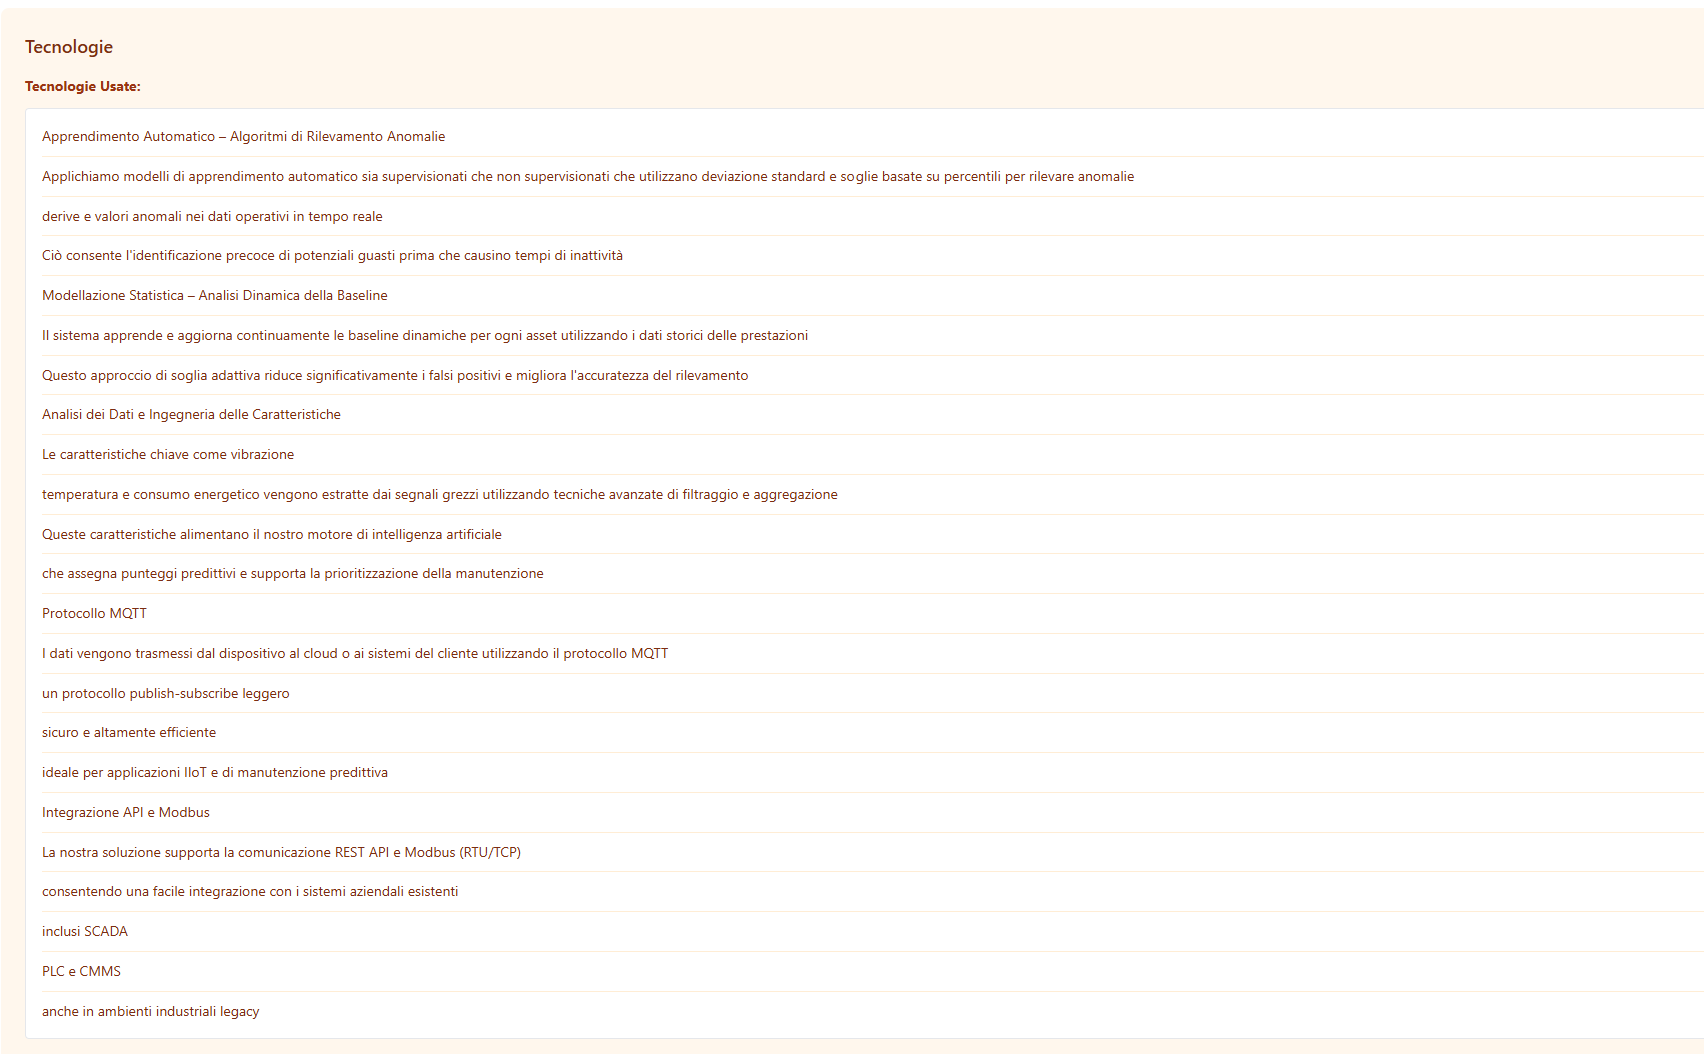 Tecnologie
Tecnologie Usate:
Apprendimento Automatico – Algoritmi di Rilevamento Anomalie
Applichiamo modelli di apprendimento automatico sia supervisionati che non supervisionati che utilizzano deviazione standard e soglie basate su percentili per rilevare anomalie
derive e valori anomali nei dati operativi in tempo reale
Ciò consente l'identificazione precoce di potenziali guasti prima che causino tempi di inattività
Modellazione Statistica – Analisi Dinamica della Baseline
Il sistema apprende e aggiorna continuamente le baseline dinamiche per ogni asset utilizzando i dati storici delle prestazioni
Questo approccio di soglia adattiva riduce significativamente i falsi positivi e migliora l'accuratezza del rilevamento
Analisi dei Dati e Ingegneria delle Caratteristiche
Le caratteristiche chiave come vibrazione
temperatura e consumo energetico vengono estratte dai segnali grezzi utilizzando tecniche avanzate di filtraggio e aggregazione
Queste caratteristiche alimentano il nostro motore di intelligenza artificiale
che assegna punteggi predittivi e supporta la prioritizzazione della manutenzione
Protocollo MQTT
I dati vengono trasmessi dal dispositivo al cloud o ai sistemi del cliente utilizzando il protocollo MQTT
un protocollo publish-subscribe leggero
sicuro e altamente efficiente
ideale per applicazioni IIoT e di manutenzione predittiva
Integrazione API e Modbus
La nostra soluzione supporta la comunicazione REST API e Modbus (RTU/TCP)
consentendo una facile integrazione con i sistemi aziendali esistenti
inclusi SCADA
PLC e CMMS
anche in ambienti industriali legacy